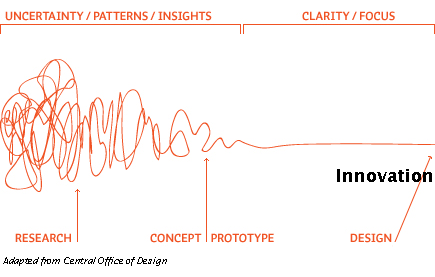 UNCERTAINTY / PATTERNS / INSIGHTS
CLARITY / FOCUS
Innovation
RESEARCH
CONCEPT
PROTOTYPE
DESIGN
Adapted from Central Office of Design